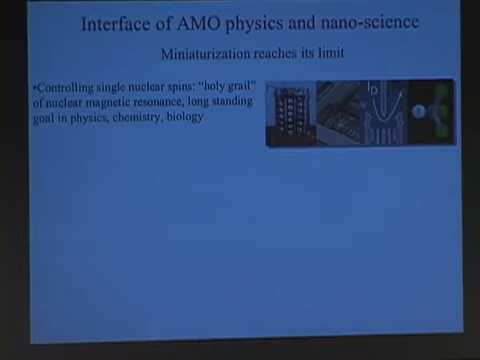 Interface of AMO physics and nano-science
Miniaturization reaches its limit
•Controlling single nuclear spins: “holy grail”
of nuclear magnetic resonance, long standing
goal in physics, chemistry, biology
I D